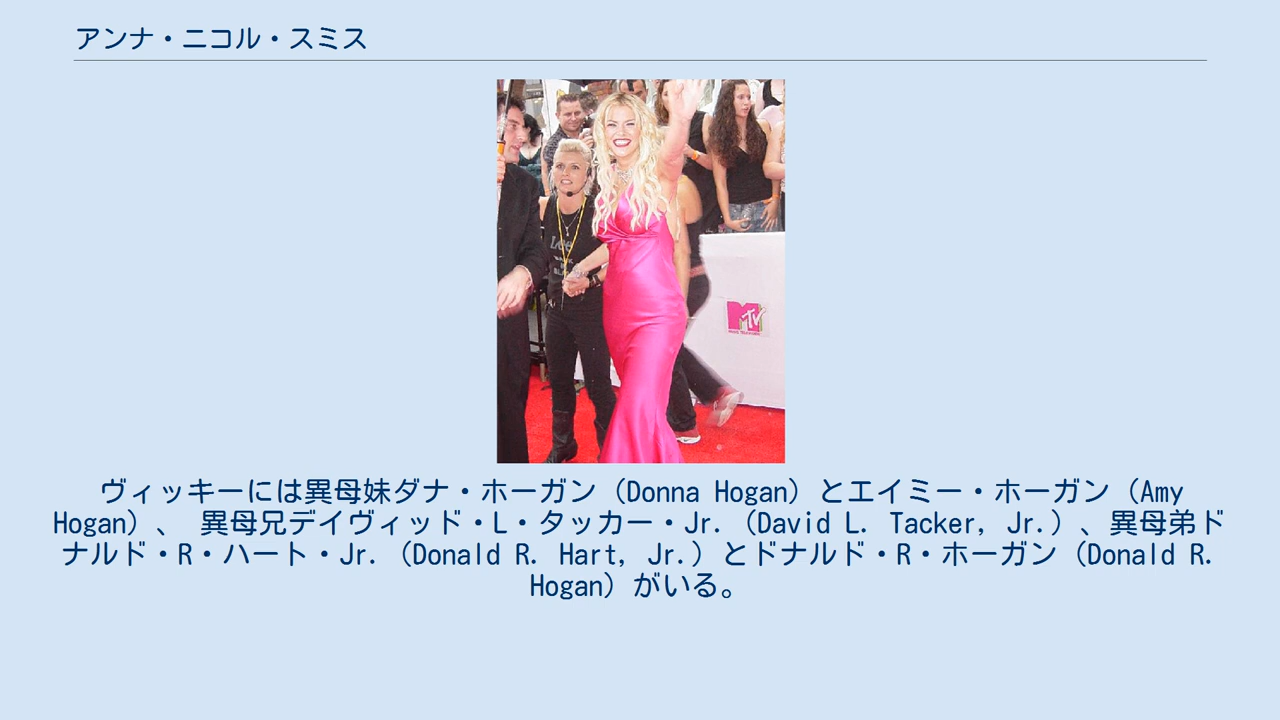 アンナ・ニコル・スミス
MTV
ヴィッキーには異母妹ダナ・ホーガン（Donna Hogan）とエイミー・ホーガン（Amy
Hogan）、 異母兄デイヴィッド・L・タッカー・Jr.（David L. Tacker, Jr.）、異母弟ド
ナルド・R・ハート・Jr.（Donald R. Hart, Jr.）とドナルド・R・ホーガン（Donald R.
Hogan）がいる。